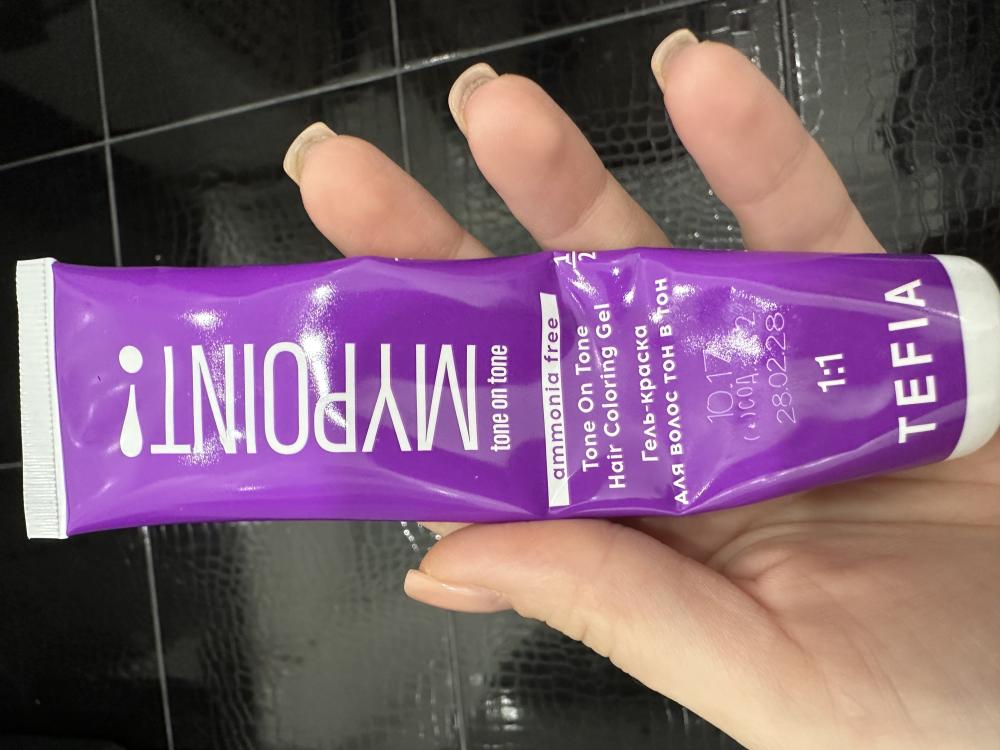 MYPOINT!
tone on tone
ammonia free
Tone On Tone
Hair Coloring Gel
Гель-краска
для волос тон в тон
10.17
28.02.28
1:1
TEFIA